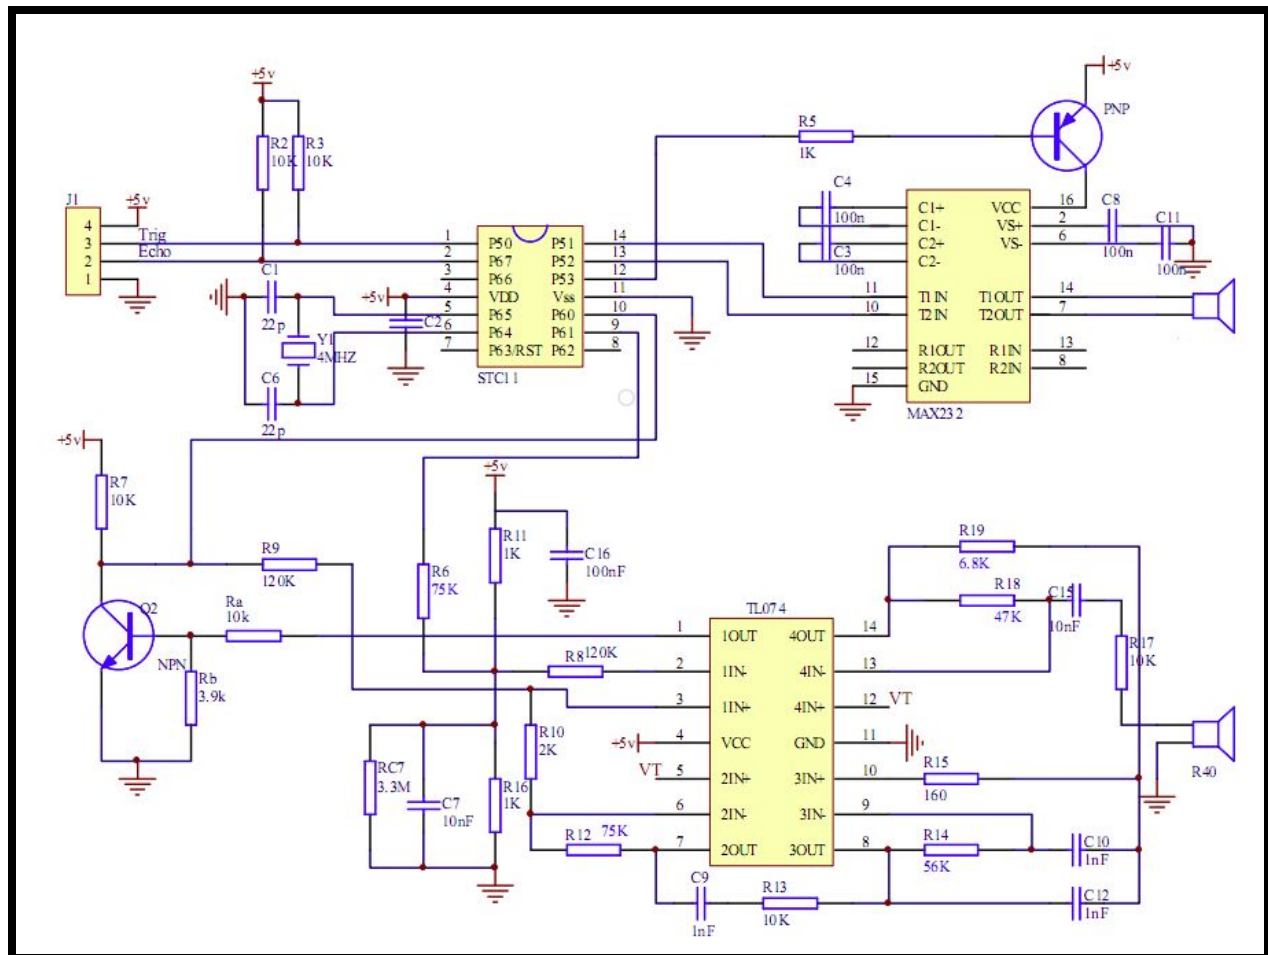 +5v
+5v
PNP
R5
1K
R2
10K
R3
10K
J1
+5v
4
3
2
1
Trig
Echo
C4
100n
C3
100n
C1+
C1-
C2+
C2-
T1IN
T2IN
R1OUT
R2OUT
GND
VCC
VS+
VS-
T1OUT
T2OUT
R1IN
R2IN
11
10
12
15
16
2
6
14
7
13
8
MAX232
C8
100n
C11
100n
1
2
3
4
5
6
7
P50
P67
P66
VDD
P65
P64
P63/RST
P51
P52
P53
Vss
P60
P61
P62
14
13
12
11
10
9
8
STC11
C1
22p
Y1
4MHZ
C6
22p
+5v
C2
+5v
R7
10K
R9
120K
Ra
10k
Q2
NPN
Rb
3.9k
+5v
R11
1K
C16
100nF
R6
75K
R8
120K
RC7
3.3M
C7
10nF
R16
1K
R10
2K
R12
75K
+5v
VT
TL074
1
2
3
4
5
6
7
1OUT
1IN-
1IN+
VCC
2IN+
2IN-
2OUT
4OUT
4IN-
4IN+
GND
3IN+
3IN-
3OUT
14
13
12
11
10
9
8
VT
R19
6.8K
R18
47K
C15
10nF
R17
10K
R40
R15
160
R14
56K
C10
1nF
C12
1nF
C9
1nF
R13
10K